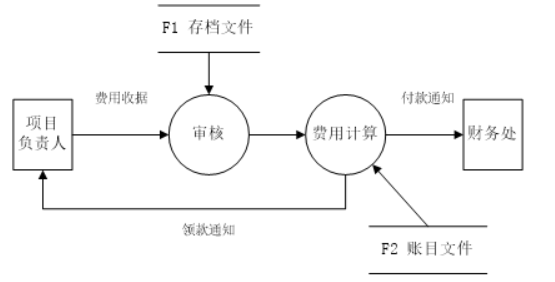 F1 存档文件
费用收据
付款通知
项目
负责人
审核
费用计算
财务处
领款通知
F2 账目文件